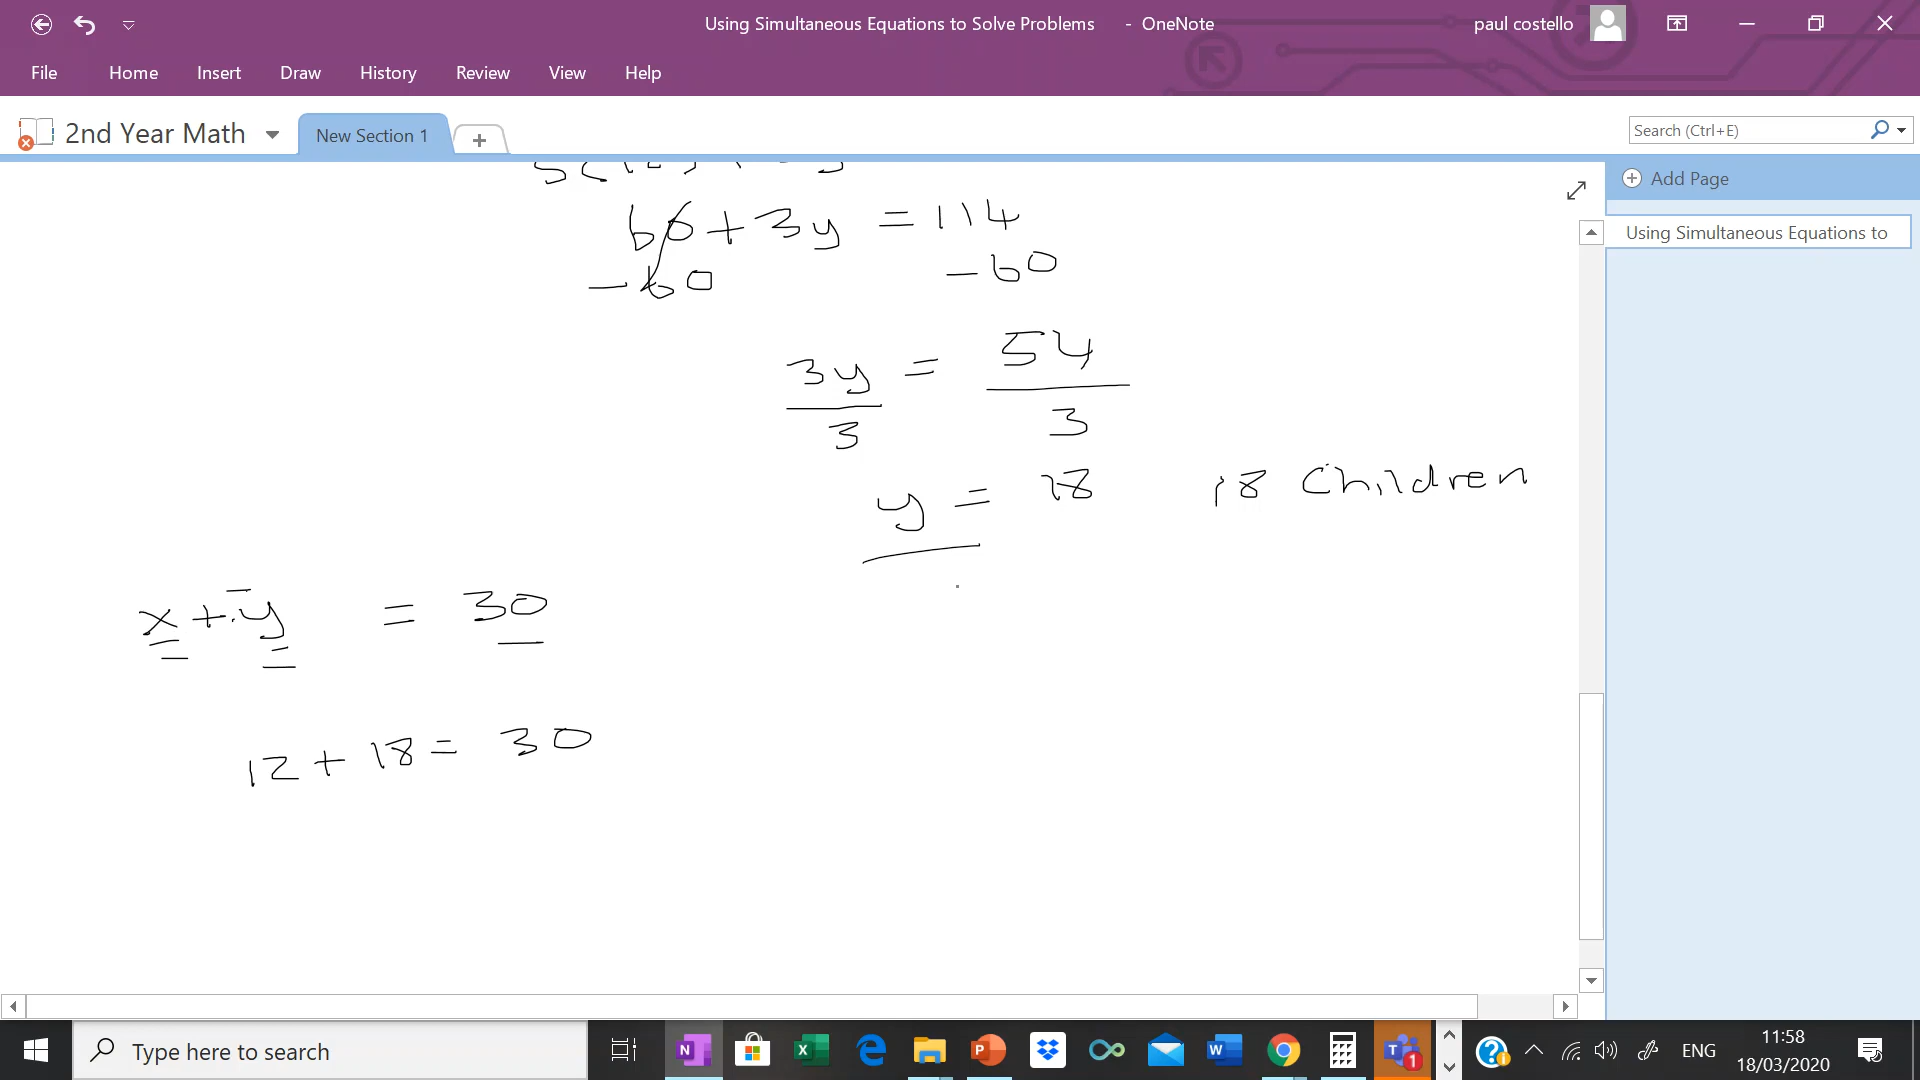 Using Simultaneous Equations to Solve Problems - OneNote
paul costello
File Home Insert Draw History Review View Help
2nd Year Math
New Section 1
Search (Ctrl+E)
Add Page
Using Simultaneous Equations to
60 + 3y = 114
-60 -60
3y = 54
3 3
y = 18 18 Children
x + y = 30
12 + 18 = 30
Type here to search
ENG
11:58
18/03/2020
1